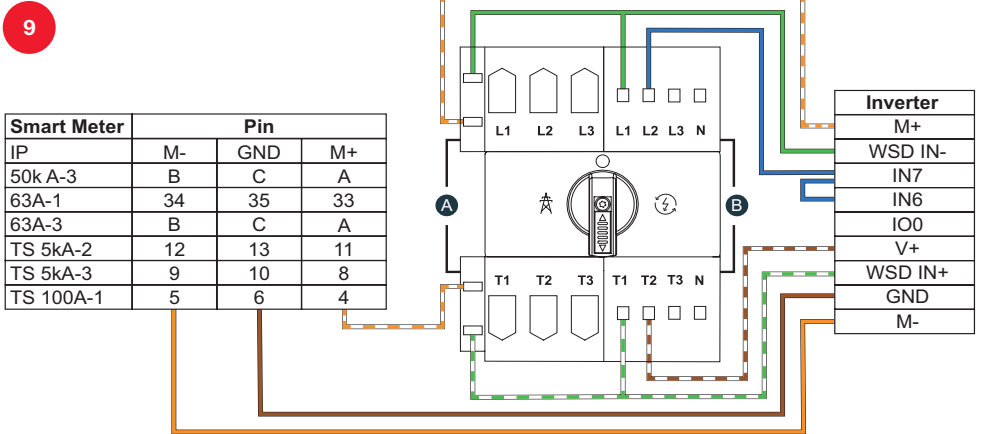 9
Smart Meter Pin
IP M- GND M+
50k A-3 B C A
63A-1 34 35 33
63A-3 B C A
TS 5kA-2 12 13 11
TS 5kA-3 9 10 8
TS 100A-1 5 6 4
L1 L2 L3 L1 L2 L3 N
A B
T1 T2 T3 T1 T2 T3 N
Inverter
M+
WSD IN-
IN7
IN6
IO0
V+
WSD IN+
GND
M-